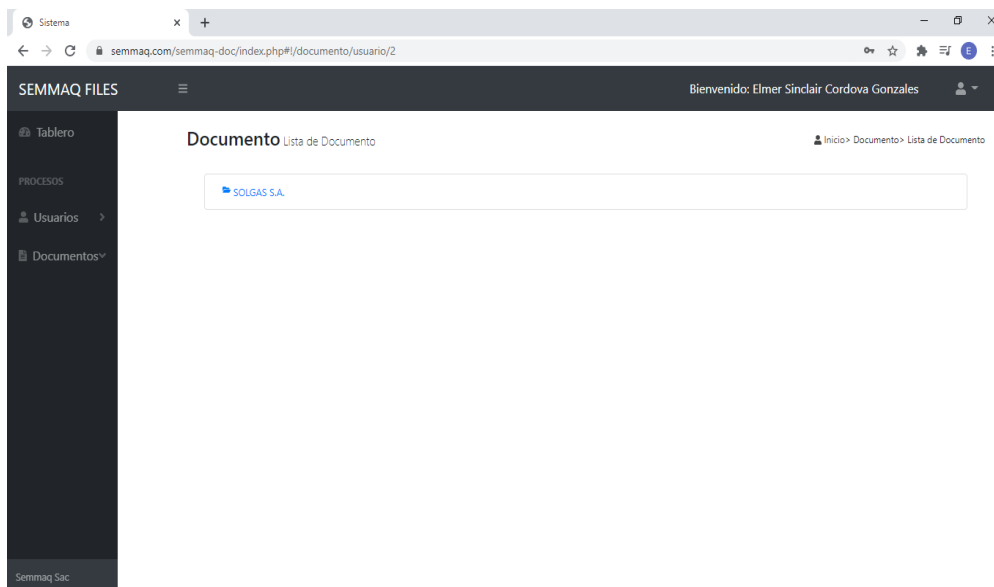 Sistema
semmaq.com/semmaq-doc/index.php#!/documento/usuario/2
E
SEMMAQ FILES
Bienvenido: Elmer Sinclair Cordova Gonzales
Tablero
Documento Lista de Documento
Inicio> Documento> Lista de Documento
PROCESOS
SOLGAS S.A.
Usuarios
Documentos
Semmaq Sac